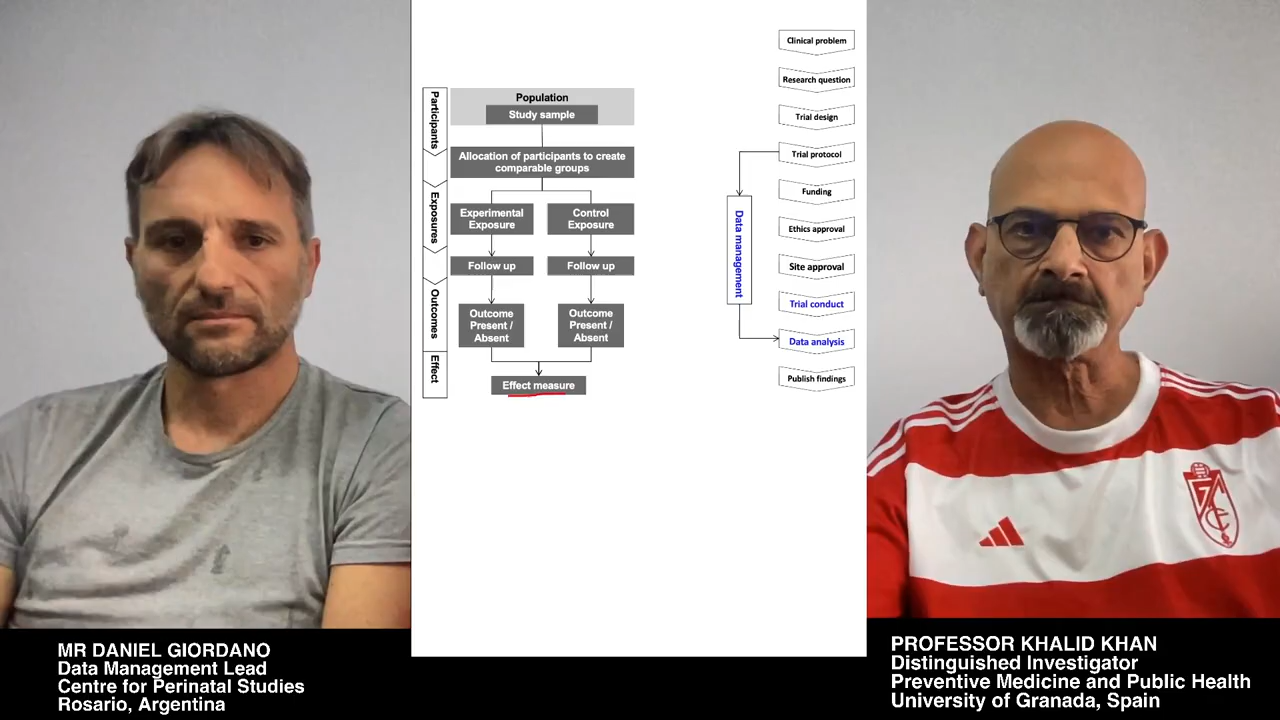 Participants
Exposures
Outcomes
Effect
Population
Study sample
Allocation of participants to create
comparable groups
Experimental
Exposure
Control
Exposure
Follow up
Follow up
Outcome
Present /
Absent
Outcome
Present /
Absent
Effect measure
Clinical problem
Research question
Trial design
Trial protocol
Funding
Ethics approval
Site approval
Trial conduct
Data analysis
Publish findings
Data management
MR DANIEL GIORDANO
Data Management Lead
Centre for Perinatal Studies
Rosario, Argentina
PROFESSOR KHALID KHAN
Distinguished Investigator
Preventive Medicine and Public Health
University of Granada, Spain